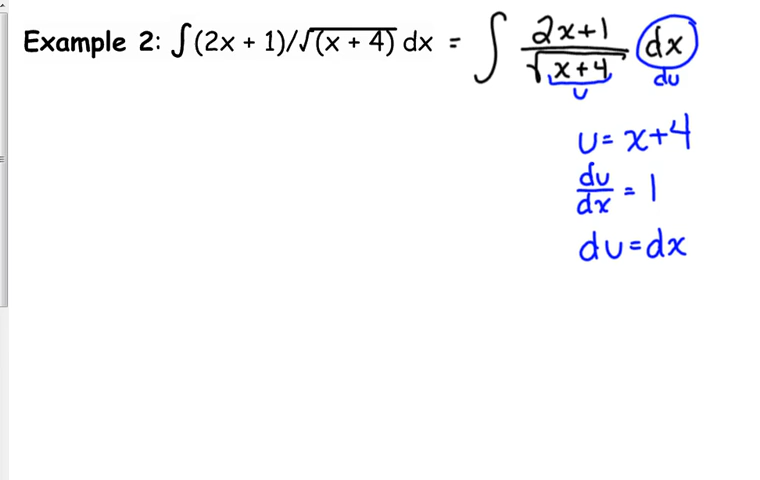 Example 2: ∫(2x + 1)/√(x + 4) dx = ∫ (2x+1)/√(x+4) dx
u du
u = x+4
du/dx = 1
du = dx